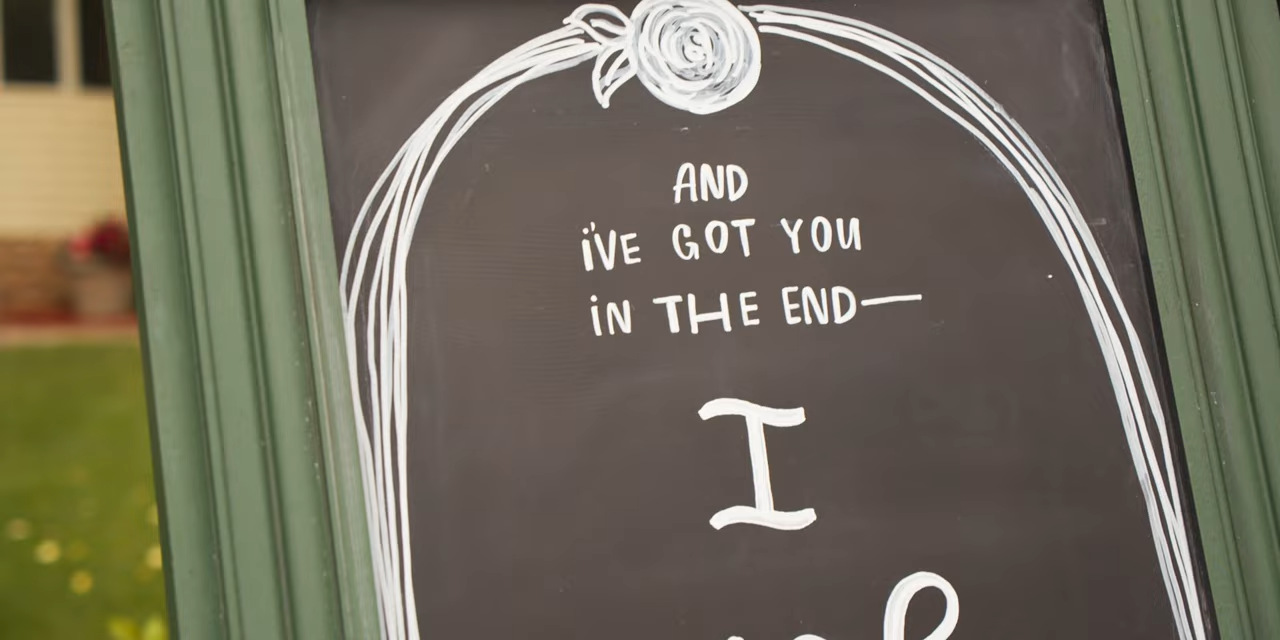 AND
i'VE GOT YOU
iN THE END—
I